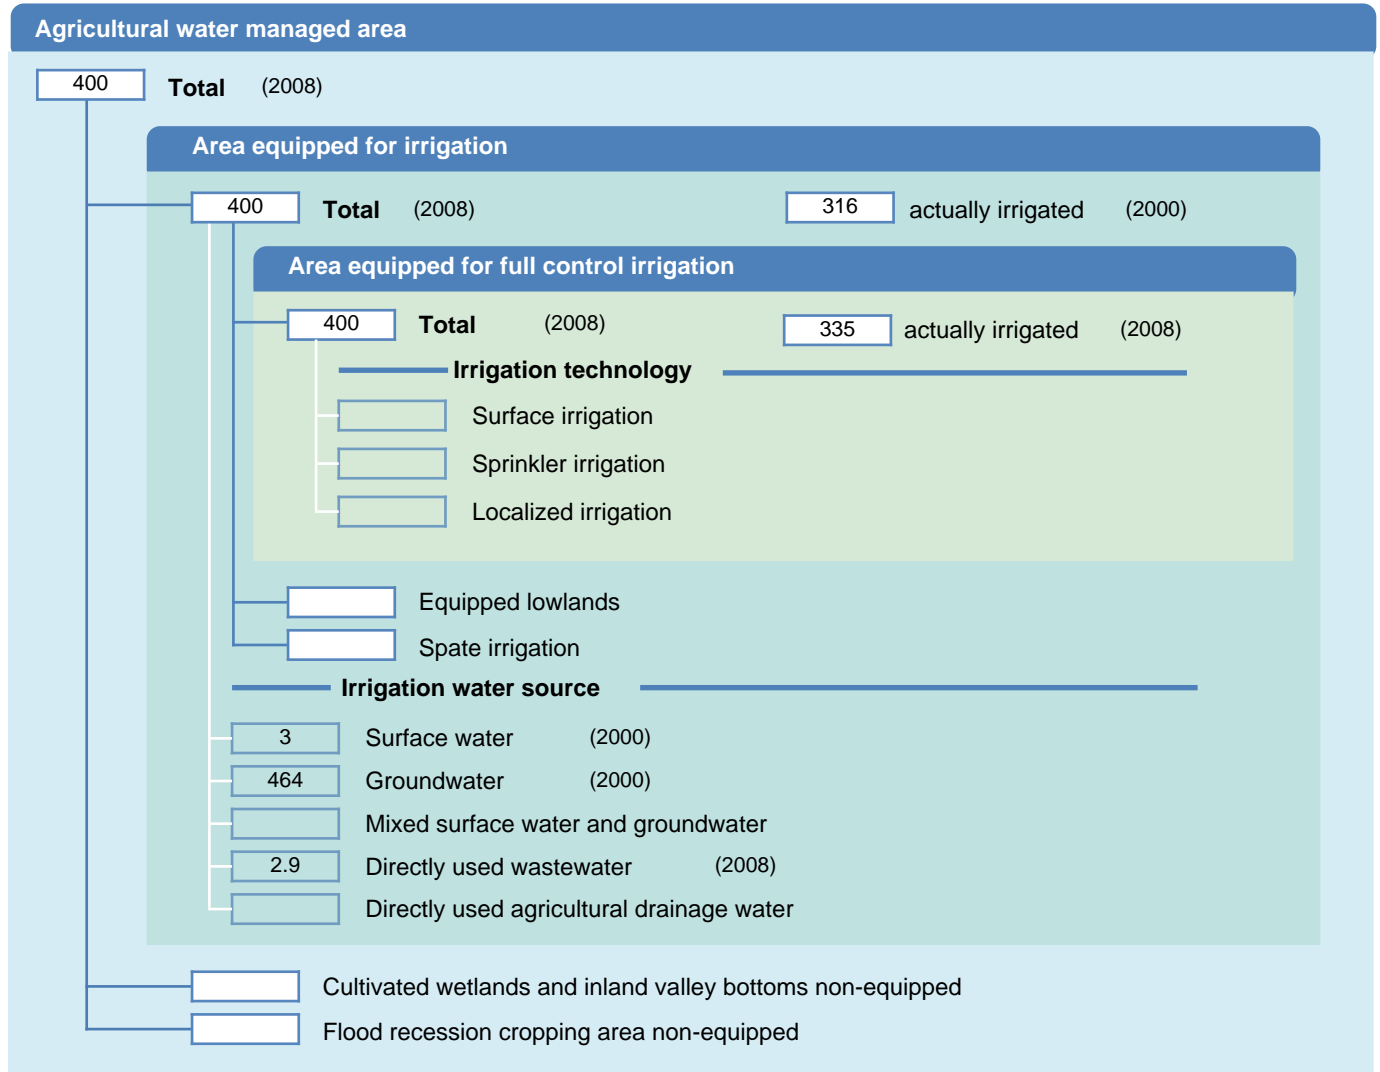 Agricultural water managed area
400 Total (2008)
Area equipped for irrigation
400 Total (2008) 316 actually irrigated (2000)
Area equipped for full control irrigation
400 Total (2008) 335 actually irrigated (2008)
Irrigation technology
Surface irrigation
Sprinkler irrigation
Localized irrigation
Equipped lowlands
Spate irrigation
Irrigation water source
3 Surface water (2000)
464 Groundwater (2000)
Mixed surface water and groundwater
2.9 Directly used wastewater (2008)
Directly used agricultural drainage water
Cultivated wetlands and inland valley bottoms non-equipped
Flood recession cropping area non-equipped